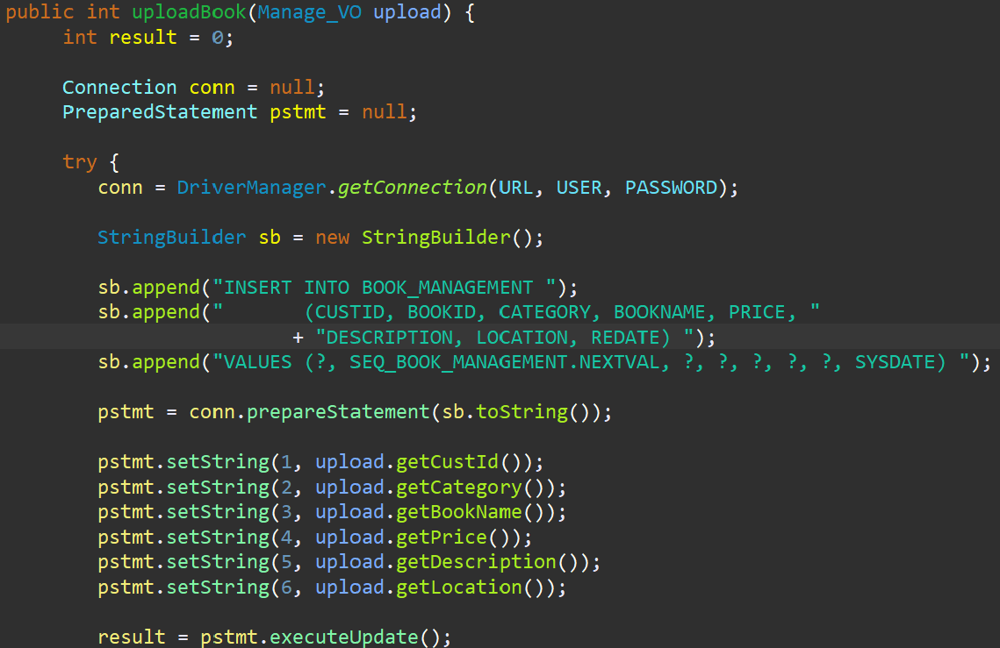 public int uploadBook(Manage_VO upload) {
int result = 0;
Connection conn = null;
PreparedStatement pstmt = null;
try {
conn = DriverManager.getConnection(URL, USER, PASSWORD);
StringBuilder sb = new StringBuilder();
sb.append("INSERT INTO BOOK_MANAGEMENT ");
sb.append("       (CUSTID, BOOKID, CATEGORY, BOOKNAME, PRICE, "
+ "DESCRIPTION, LOCATION, REDATE) ");
sb.append("VALUES (?, SEQ_BOOK_MANAGEMENT.NEXTVAL, ?, ?, ?, ?, ?, SYSDATE) ");
pstmt = conn.prepareStatement(sb.toString());
pstmt.setString(1, upload.getCustId());
pstmt.setString(2, upload.getCategory());
pstmt.setString(3, upload.getBookName());
pstmt.setString(4, upload.getPrice());
pstmt.setString(5, upload.getDescription());
pstmt.setString(6, upload.getLocation());
result = pstmt.executeUpdate();